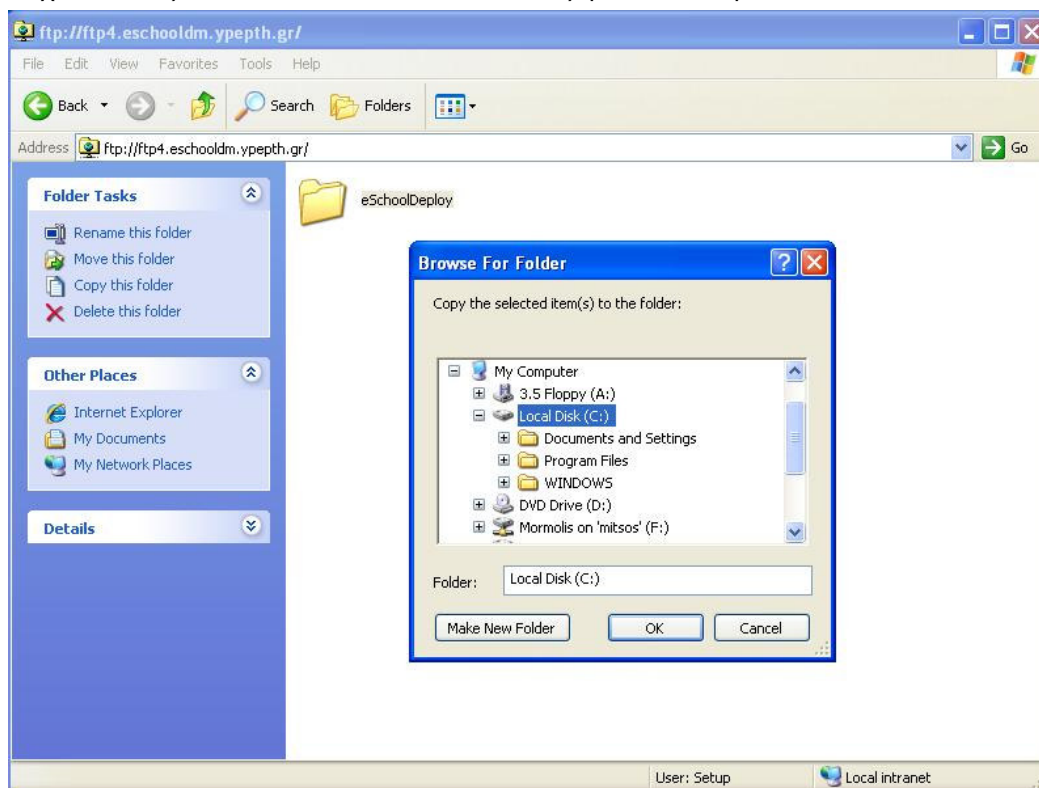 ftp://ftp4.eschooldm.ypepth.gr/
File Edit View Favorites Tools Help
Back Search Folders
Address ftp://ftp4.eschooldm.ypepth.gr/ Go
Folder Tasks
Rename this folder
Move this folder
Copy this folder
Delete this folder
Other Places
Internet Explorer
My Documents
My Network Places
Details
eSchoolDeploy
Browse For Folder
Copy the selected item(s) to the folder:
My Computer
3.5 Floppy (A:)
Local Disk (C:)
Documents and Settings
Program Files
WINDOWS
DVD Drive (D:)
Mormolis on 'mitsos' (F:)
Folder: Local Disk (C:)
Make New Folder OK Cancel
User: Setup Local intranet